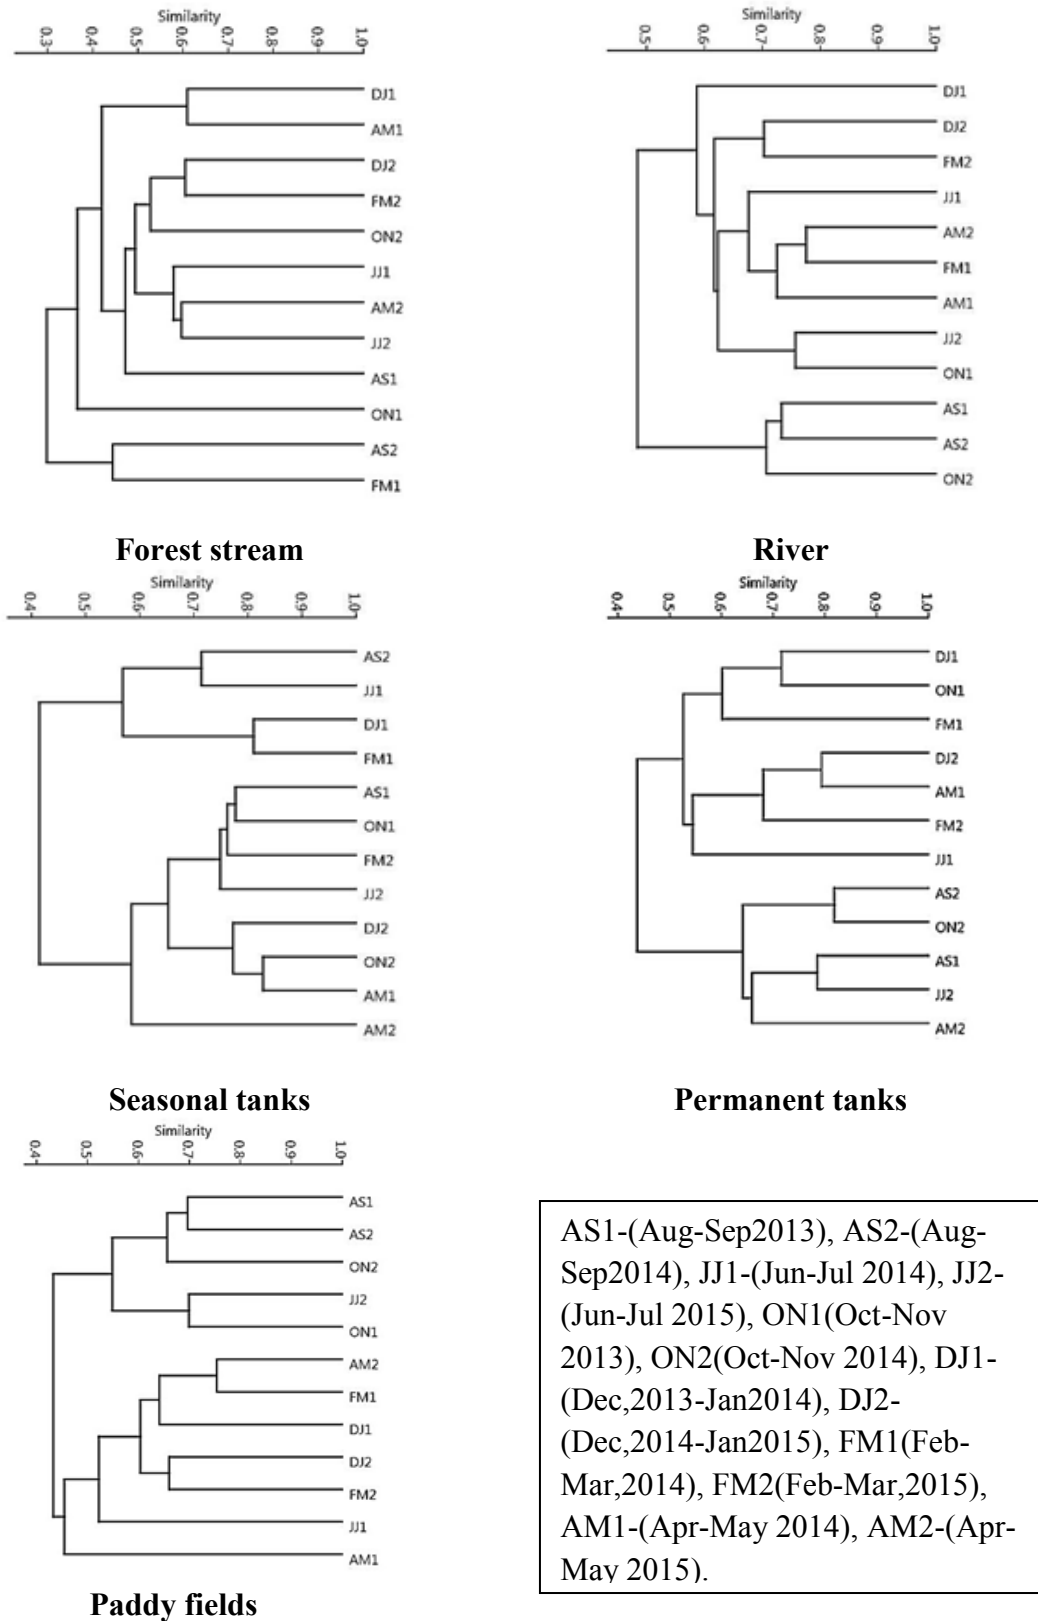 Similarity
0.3 0.4 0.5 0.6 0.7 0.8 0.9 1.0
DJ1
AM1
DJ2
FM2
ON2
JJ1
AM2
JJ2
AS1
ON1
AS2
FM1
Forest stream
Similarity
0.5 0.6 0.7 0.8 0.9 1.0
DJ1
DJ2
FM2
JJ1
AM2
FM1
AM1
JJ2
ON1
AS1
AS2
ON2
River
Similarity
0.4 0.5 0.6 0.7 0.8 0.9 1.0
AS2
JJ1
DJ1
FM1
AS1
ON1
FM2
JJ2
DJ2
ON2
AM1
AM2
Seasonal tanks
Similarity
0.4 0.5 0.6 0.7 0.8 0.9 1.0
DJ1
ON1
FM1
DJ2
AM1
FM2
JJ1
AS2
ON2
AS1
JJ2
AM2
Permanent tanks
Similarity
0.4 0.5 0.6 0.7 0.8 0.9 1.0
AS1
AS2
ON2
JJ2
ON1
AM2
FM1
DJ1
DJ2
FM2
JJ1
AM1
Paddy fields
AS1-(Aug-Sep2013), AS2-(Aug-
Sep2014), JJ1-(Jun-Jul 2014), JJ2-
(Jun-Jul 2015), ON1(Oct-Nov
2013), ON2(Oct-Nov 2014), DJ1-
(Dec,2013-Jan2014), DJ2-
(Dec,2014-Jan2015), FM1(Feb-
Mar,2014), FM2(Feb-Mar,2015),
AM1-(Apr-May 2014), AM2-(Apr-
May 2015).